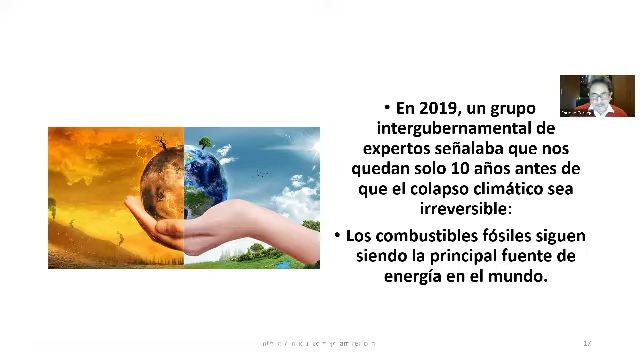 • En 2019, un grupo
intergubernamental de
expertos señalaba que nos
quedan solo 10 años antes de
que el colapso climático sea
irreversible:
• Los combustibles fósiles siguen
siendo la principal fuente de
energía en el mundo.
17